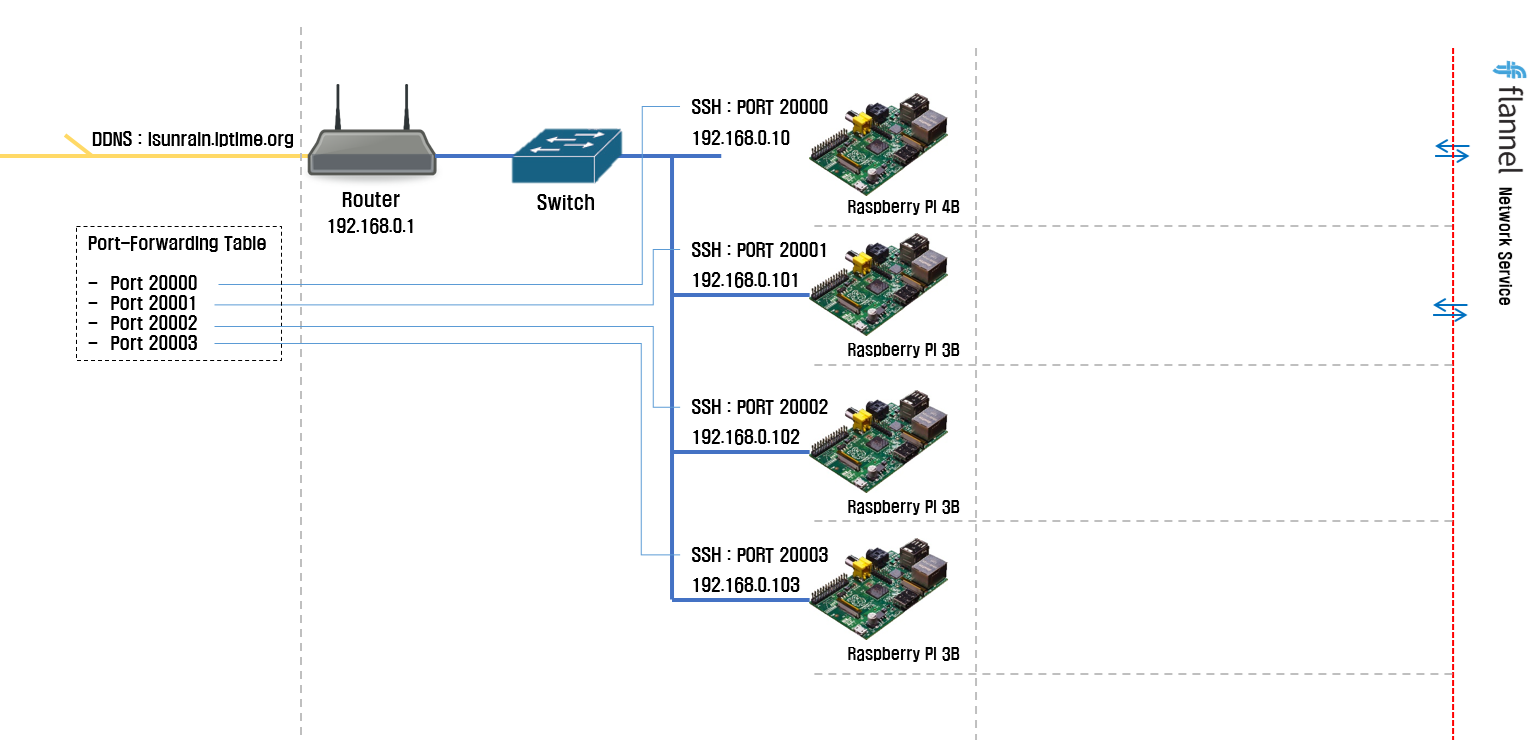 DDNS : isunrain.iptime.org
Router
192.168.0.1
Switch
Port-Forwarding Table
- Port 20000
- Port 20001
- Port 20002
- Port 20003
SSH : PORT 20000
192.168.0.10
Raspberry PI 4B
SSH : PORT 20001
192.168.0.101
Raspberry PI 3B
SSH : PORT 20002
192.168.0.102
Raspberry PI 3B
SSH : PORT 20003
192.168.0.103
Raspberry PI 3B
flannel Network Service